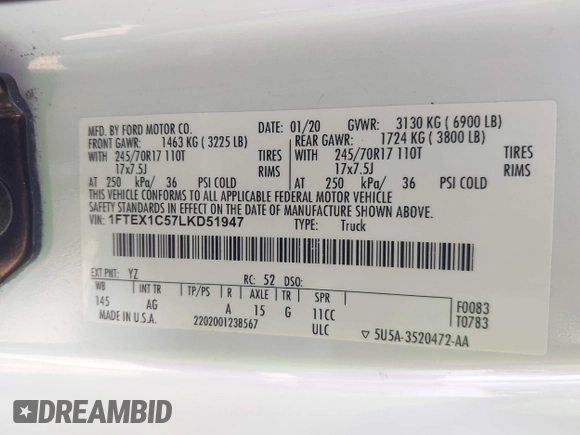 MFD. BY FORD MOTOR CO.
DATE: 01/20 GVWR: 3130 KG ( 6900 LB)
FRONT GAWR: 1463 KG ( 3225 LB)
REAR GAWR: 1724 KG ( 3800 LB)
WITH 245/70R17 110T TIRES
WITH 245/70R17 110T TIRES
17x7.5J RIMS
17x7.5J RIMS
AT 250 kPa/ 36 PSI COLD
AT 250 kPa/ 36 PSI COLD
THIS VEHICLE CONFORMS TO ALL APPLICABLE FEDERAL MOTOR VEHICLE
SAFETY STANDARDS IN EFFECT ON THE DATE OF MANUFACTURE SHOWN ABOVE.
VIN: 1FTEX1C57LKD51947
TYPE: Truck
EXT PNT: YZ RC: 52 DSO:
WB INT TR TP/PS R AXLE TR SPR
145 AG A 15 G 11CC
F0083
T0783
MADE IN U.S.A. 2202001238567 ULC
5U5A-3520472-AA
DREAMBID